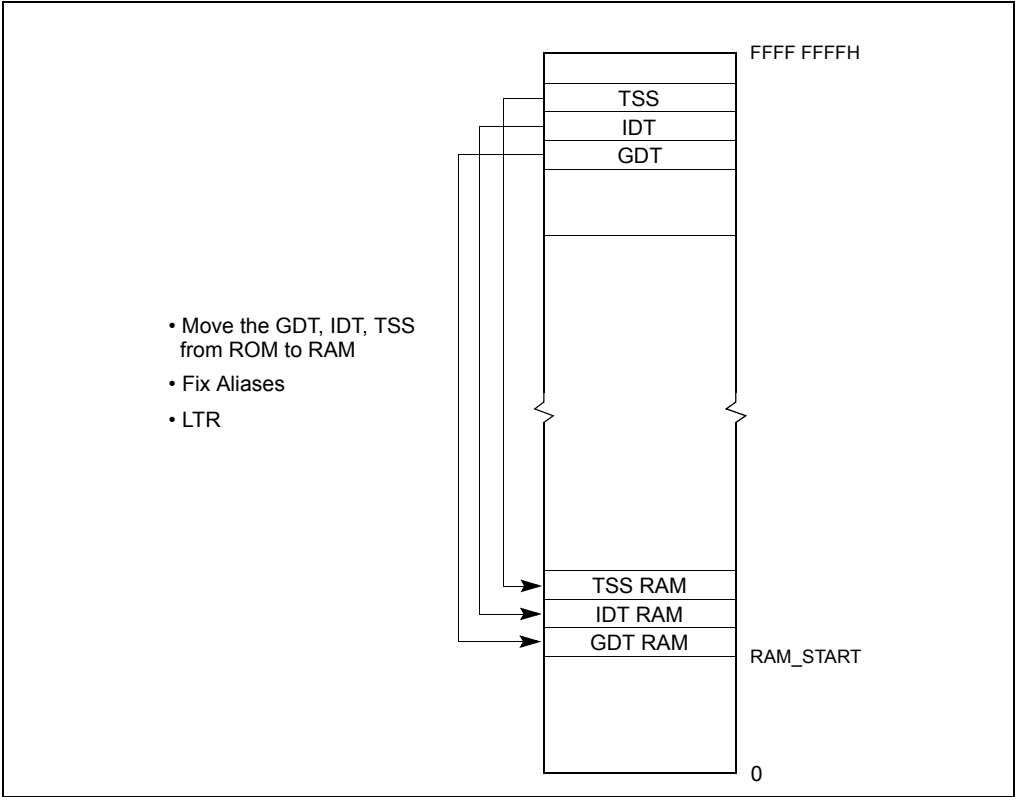 FFFF FFFFH
TSS
IDT
GDT
• Move the GDT, IDT, TSS
from ROM to RAM
• Fix Aliases
• LTR
TSS RAM
IDT RAM
GDT RAM
RAM_START
0